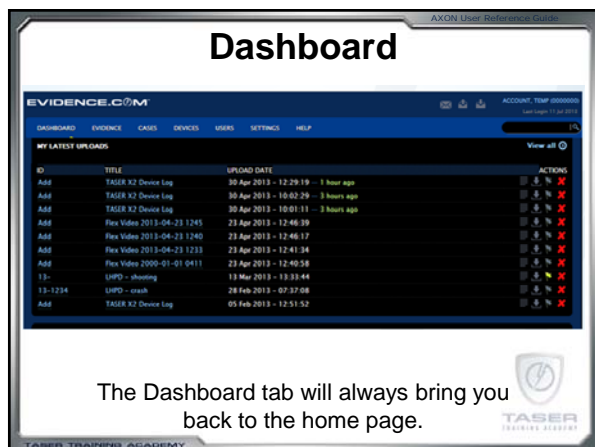 AXON User Reference Guide
Dashboard
EVIDENCE.COM
ACCOUNT, TEMP (0000000)
Last Login 11 Jul 2013
DASHBOARD EVIDENCE CASES DEVICES USERS SETTINGS HELP
MY LATEST UPLOADS View all
ID TITLE UPLOAD DATE ACTIONS
Add TASER X2 Device Log 30 Apr 2013 - 12:29:19 — 1 hour ago
Add TASER X2 Device Log 30 Apr 2013 - 10:02:29 — 3 hours ago
Add TASER X2 Device Log 30 Apr 2013 - 10:01:11 — 3 hours ago
Add Flex Video 2013-04-23 1245 23 Apr 2013 - 12:46:39
Add Flex Video 2013-04-23 1240 23 Apr 2013 - 12:46:17
Add Flex Video 2013-04-23 1233 23 Apr 2013 - 12:41:34
Add Flex Video 2000-01-01 0411 23 Apr 2013 - 12:40:58
13- LHPD - shooting 13 Mar 2013 - 13:33:44
13-1234 LHPD - crash 28 Feb 2013 - 07:37:08
Add TASER X2 Device Log 05 Feb 2013 - 12:51:52
The Dashboard tab will always bring you
back to the home page.
TASER
TRAINING ACADEMY
TASER TRAINING ACADEMY